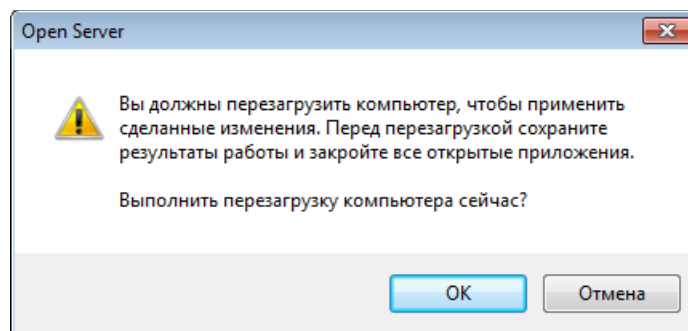 Open Server
Вы должны перезагрузить компьютер, чтобы применить
сделанные изменения. Перед перезагрузкой сохраните
результаты работы и закройте все открытые приложения.
Выполнить перезагрузку компьютера сейчас?
ОК
Отмена